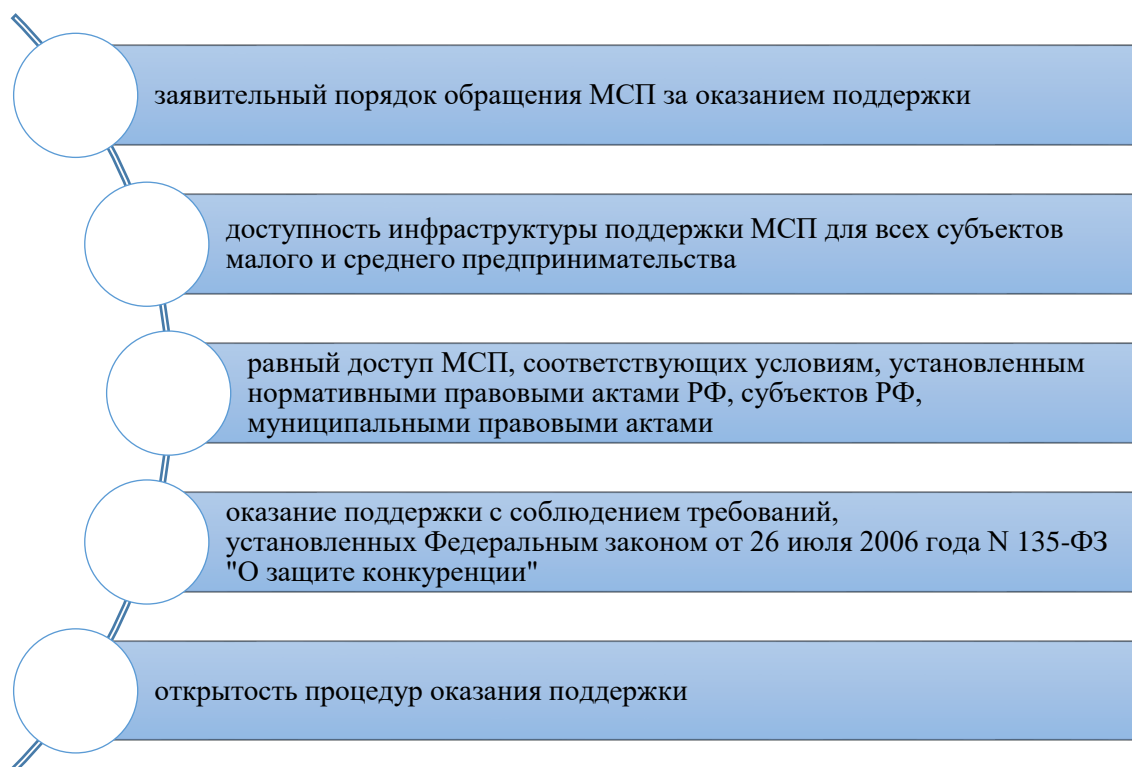 заявительный порядок обращения МСП за оказанием поддержки
доступность инфраструктуры поддержки МСП для всех субъектов
малого и среднего предпринимательства
равный доступ МСП, соответствующих условиям, установленным
нормативными правовыми актами РФ, субъектов РФ,
муниципальными правовыми актами
оказание поддержки с соблюдением требований,
установленных Федеральным законом от 26 июля 2006 года N 135-ФЗ
"О защите конкуренции"
открытость процедур оказания поддержки